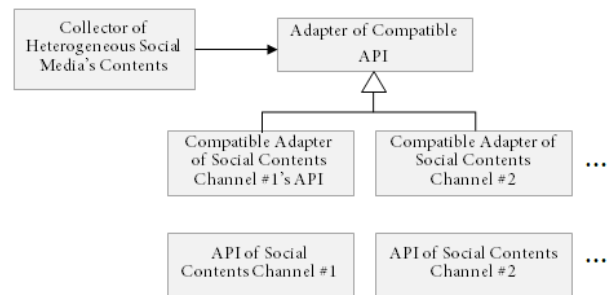 Collector of
Heterogeneous Social
Media's Contents
Adapter of Compatible
API
Compatible Adapter
of Social Contents
Channel #1's API
Compatible Adapter of
Social Contents
Channel #2
...
API of Social
Contents Channel #1
API of Social Contents
Channel #2
...